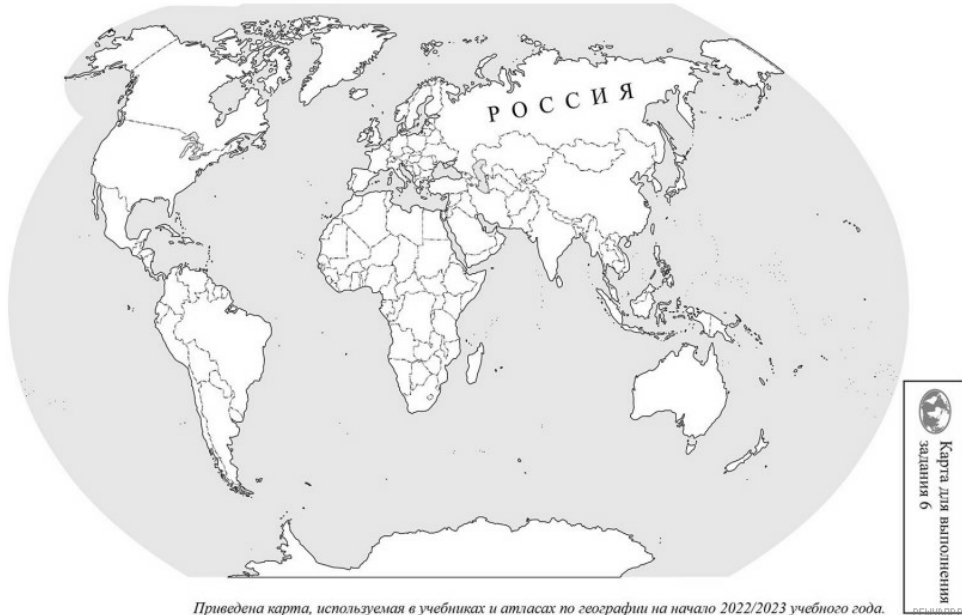 РОССИЯ
Карта для выполнения
задания 6
Приведена карта, используемая в учебниках и атласах по географии на начало 2022/2023 учебного года.